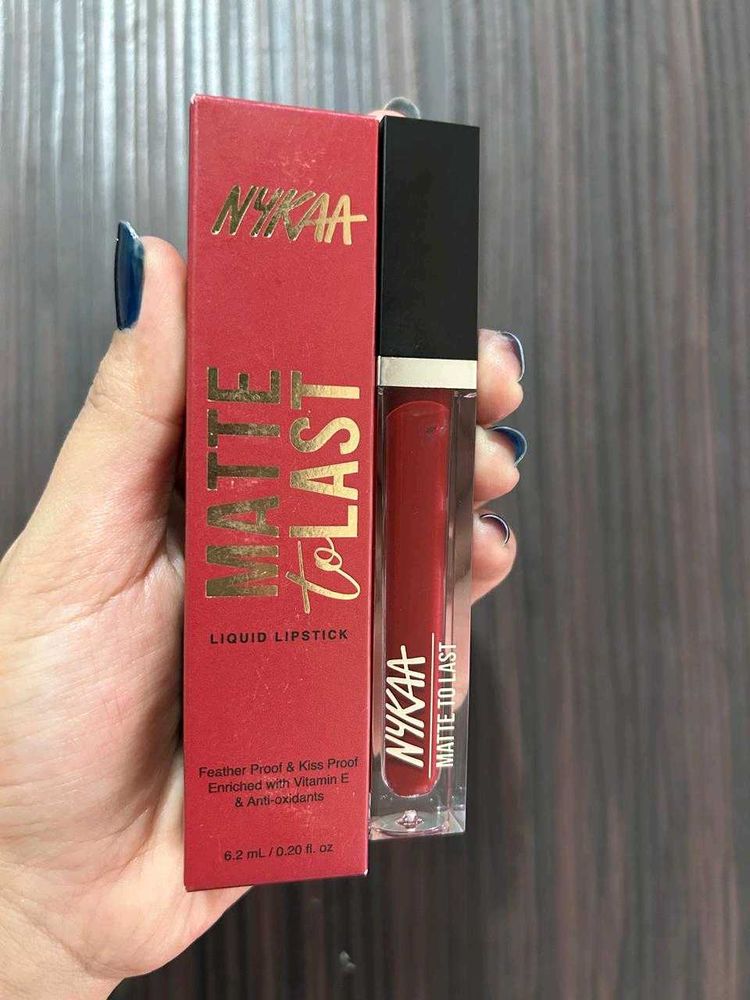 NYKAA
MATTE
to LAST
LIQUID LIPSTICK
Feather Proof & Kiss Proof
Enriched with Vitamin E
& Anti-oxidants
6.2 mL / 0.20 fl. oz
NYKAA
MATTE TO LAST